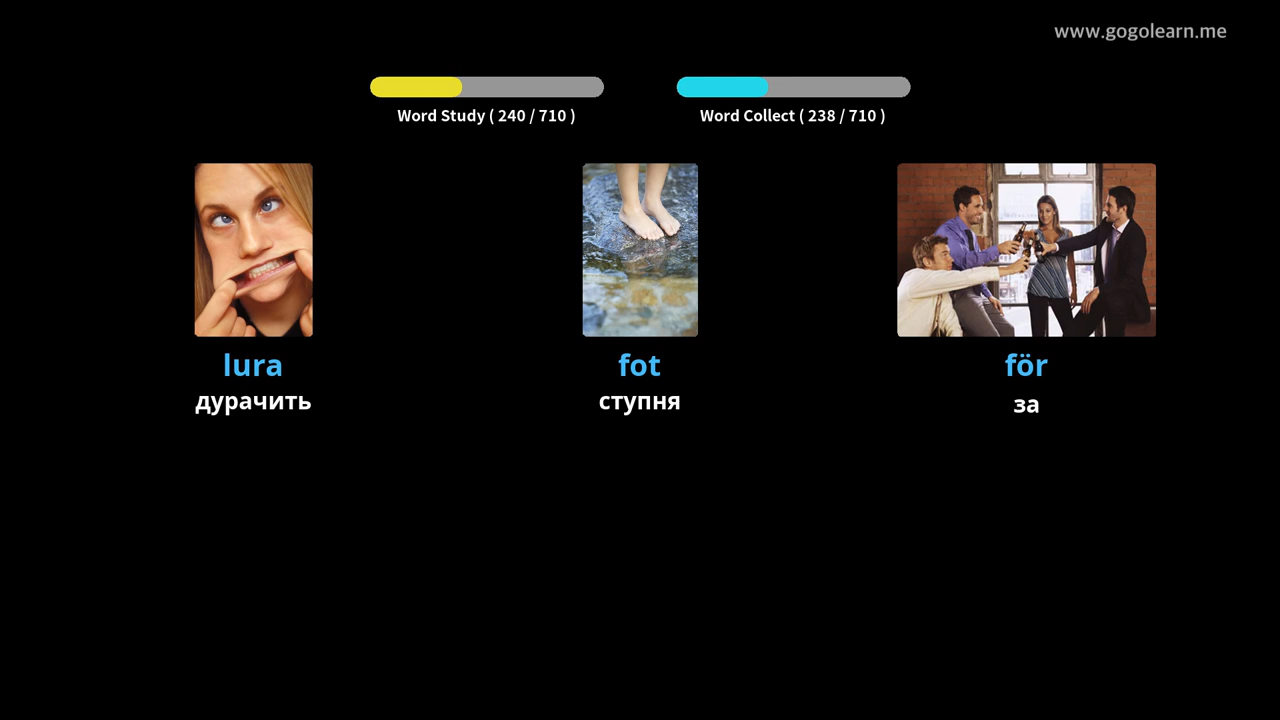 www.gogolearn.me
Word Study ( 240 / 710 )
Word Collect ( 238 / 710 )
lura
дурачить
fot
ступня
för
за